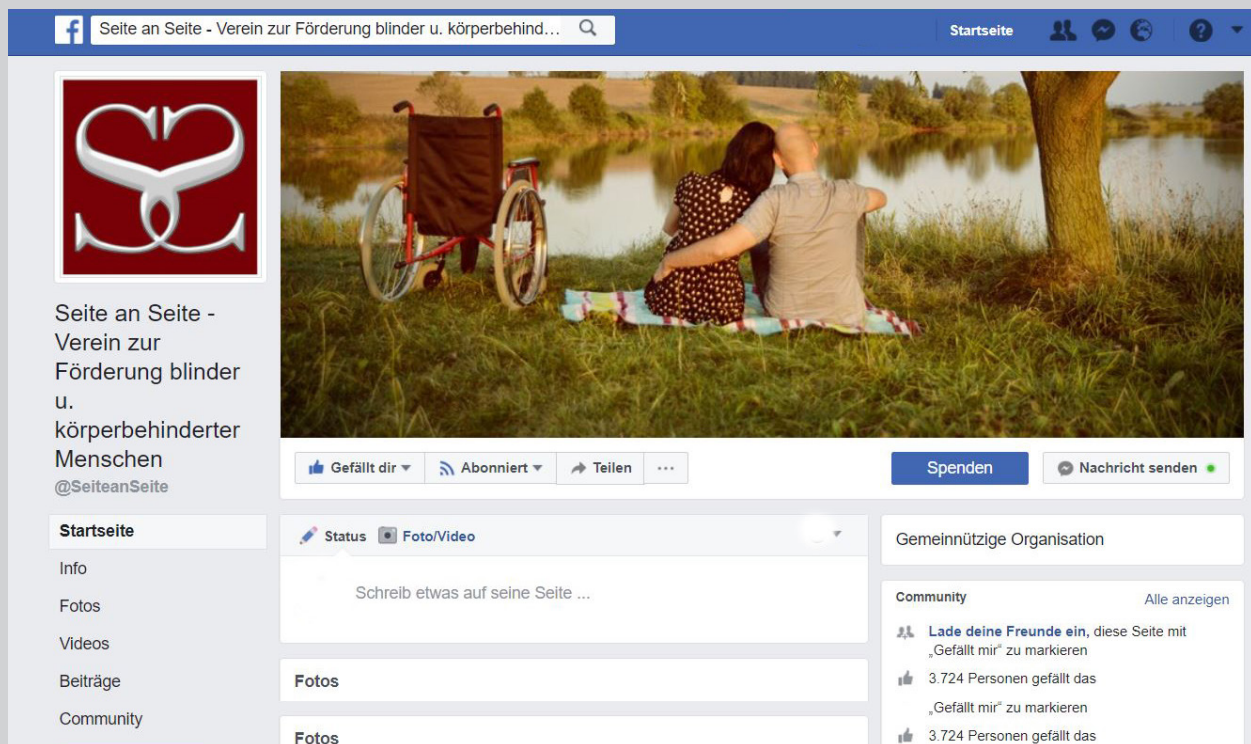 Seite an Seite - Verein zur Förderung blinder u. körperbehind…
Startseite
Seite an Seite -
Verein zur
Förderung blinder
u.
körperbehinderter
Menschen
@SeiteanSeite
Startseite
Info
Fotos
Videos
Beiträge
Community
Gefällt dir
Abonniert
Teilen
Spenden
Nachricht senden
Status
Foto/Video
Schreib etwas auf seine Seite ...
Fotos
Fotos
Gemeinnützige Organisation
Community
Alle anzeigen
Lade deine Freunde ein, diese Seite mit
„Gefällt mir“ zu markieren
3.724 Personen gefällt das
„Gefällt mir“ zu markieren
3.724 Personen gefällt das